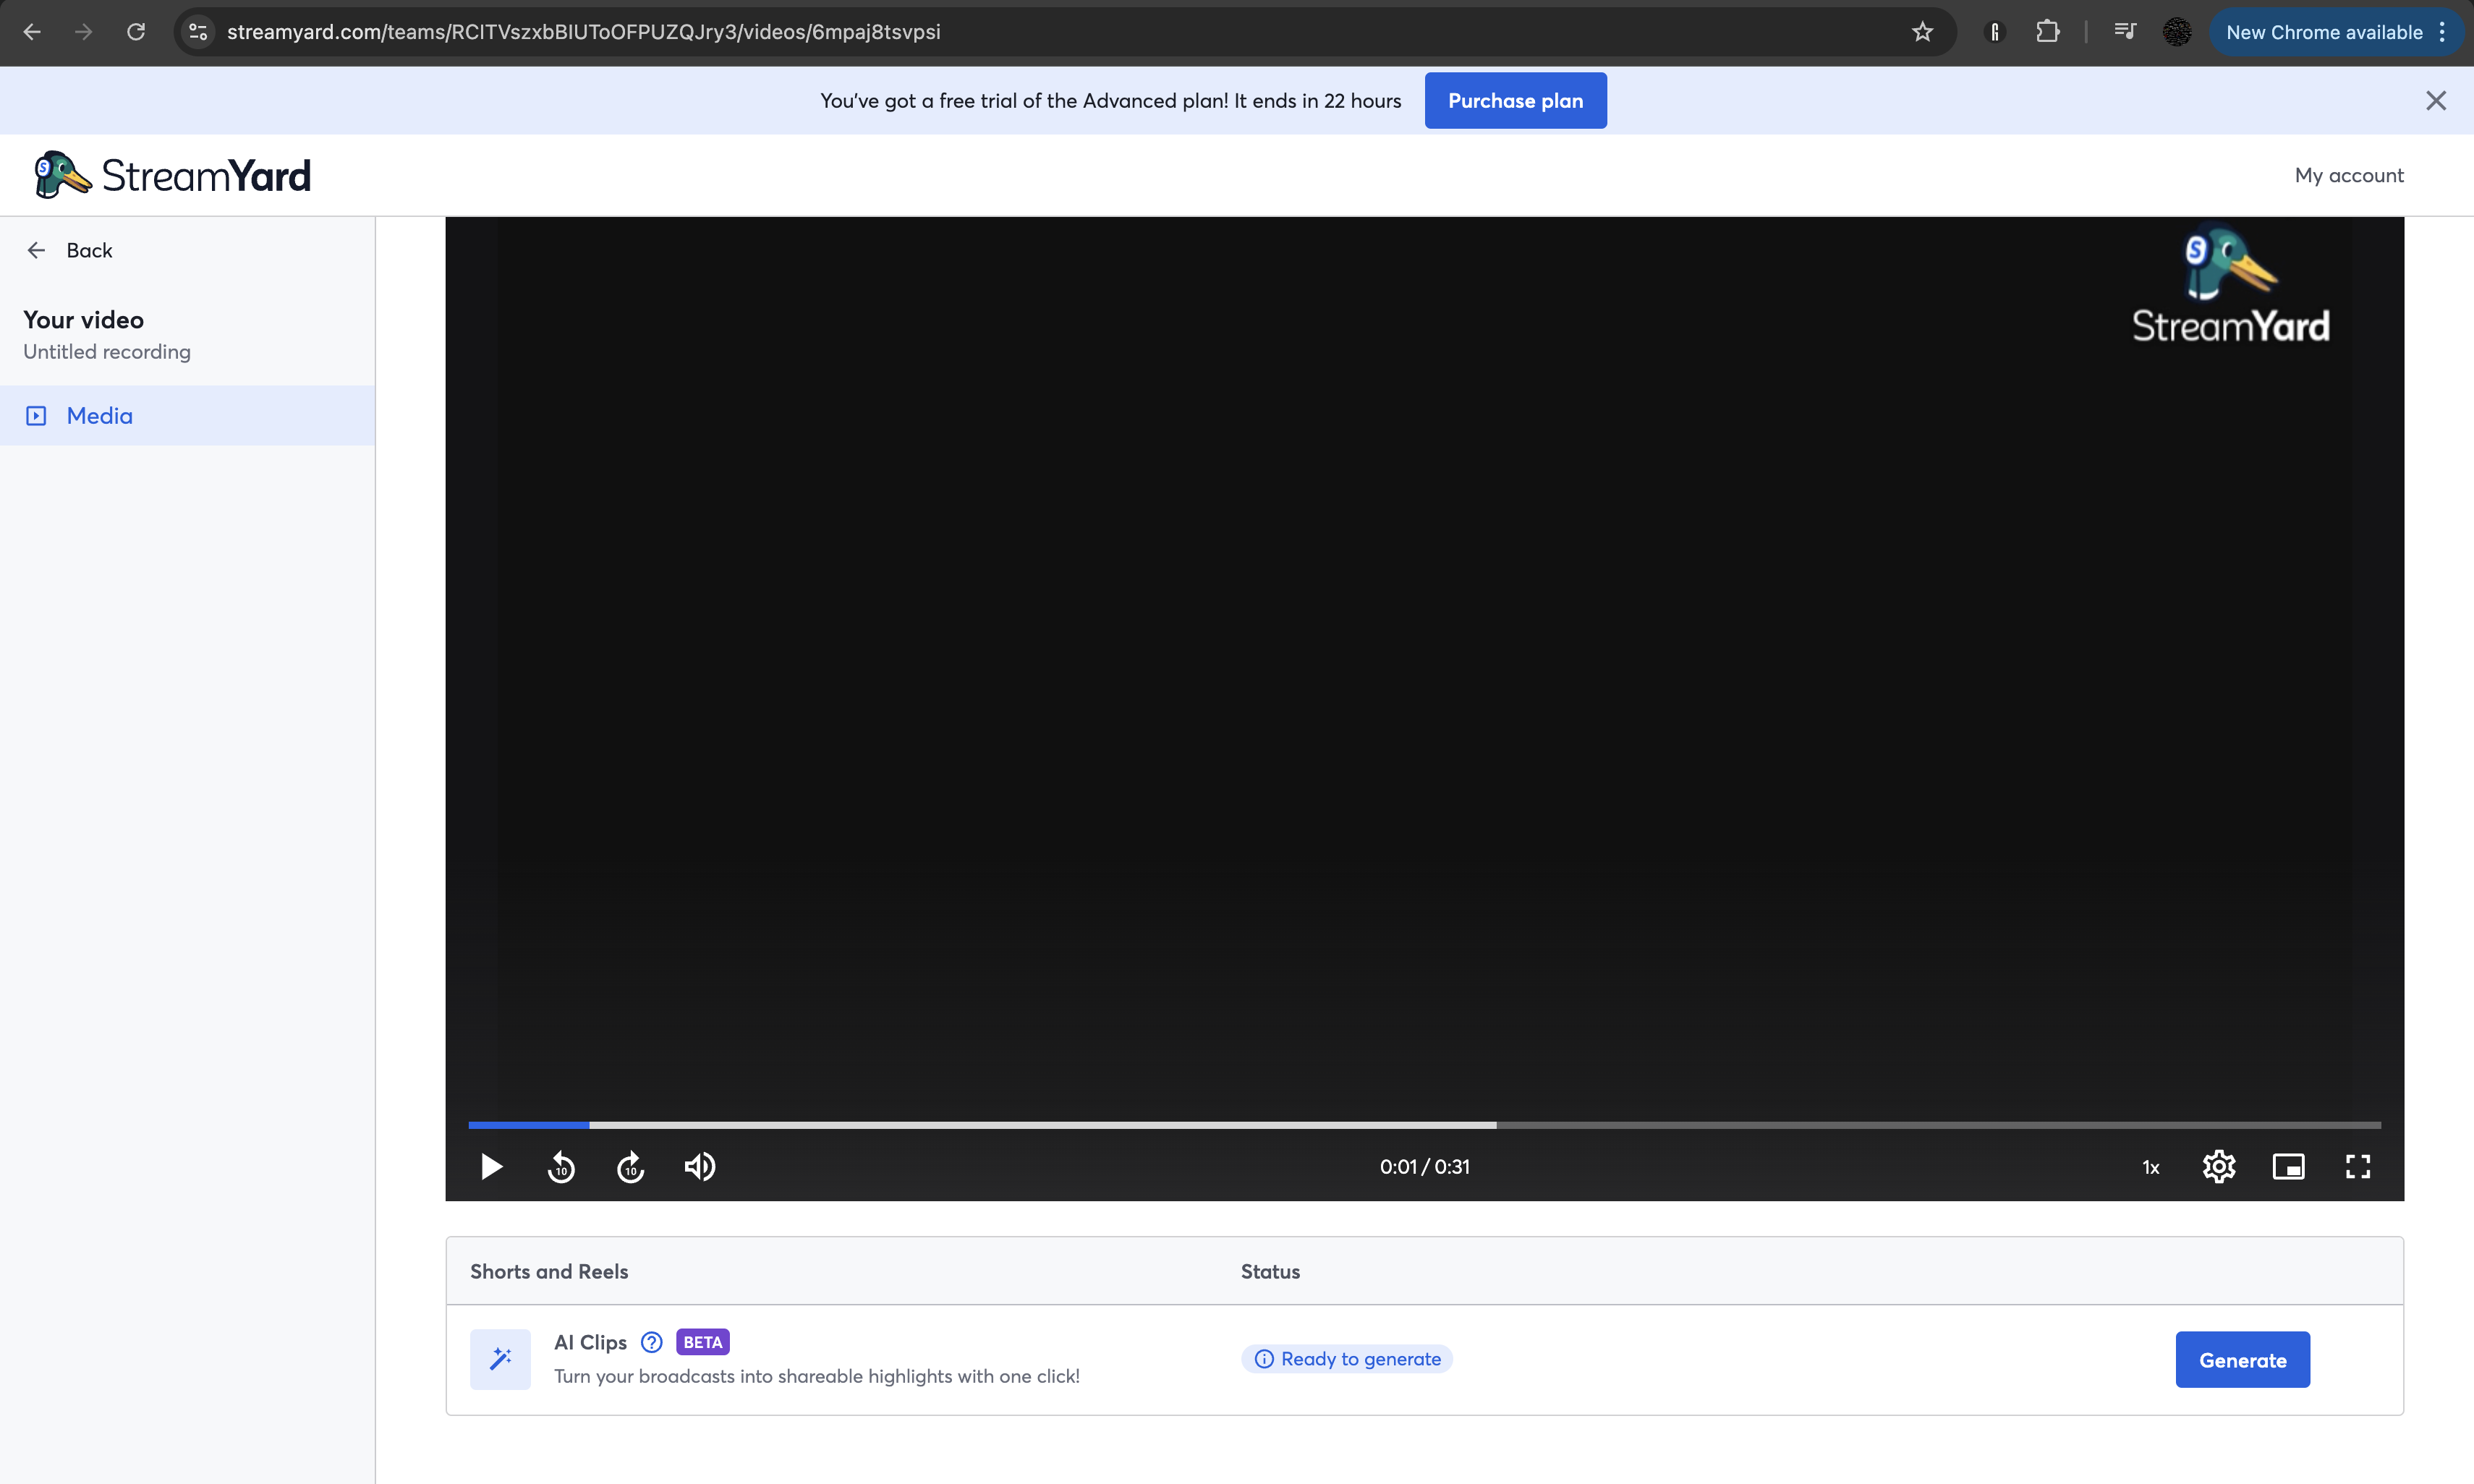 streamyard.com/teams/RCITVszxbBIUToOFPUZQJry3/videos/6mpaj8tsvpsi
New Chrome available
You've got a free trial of the Advanced plan! It ends in 22 hours
Purchase plan
StreamYard
My account
Back
Your video
Untitled recording
Media
S
StreamYard
10
10
0:01 / 0:31
1x
Shorts and Reels
Status
AI Clips
BETA
Turn your broadcasts into shareable highlights with one click!
Ready to generate
Generate